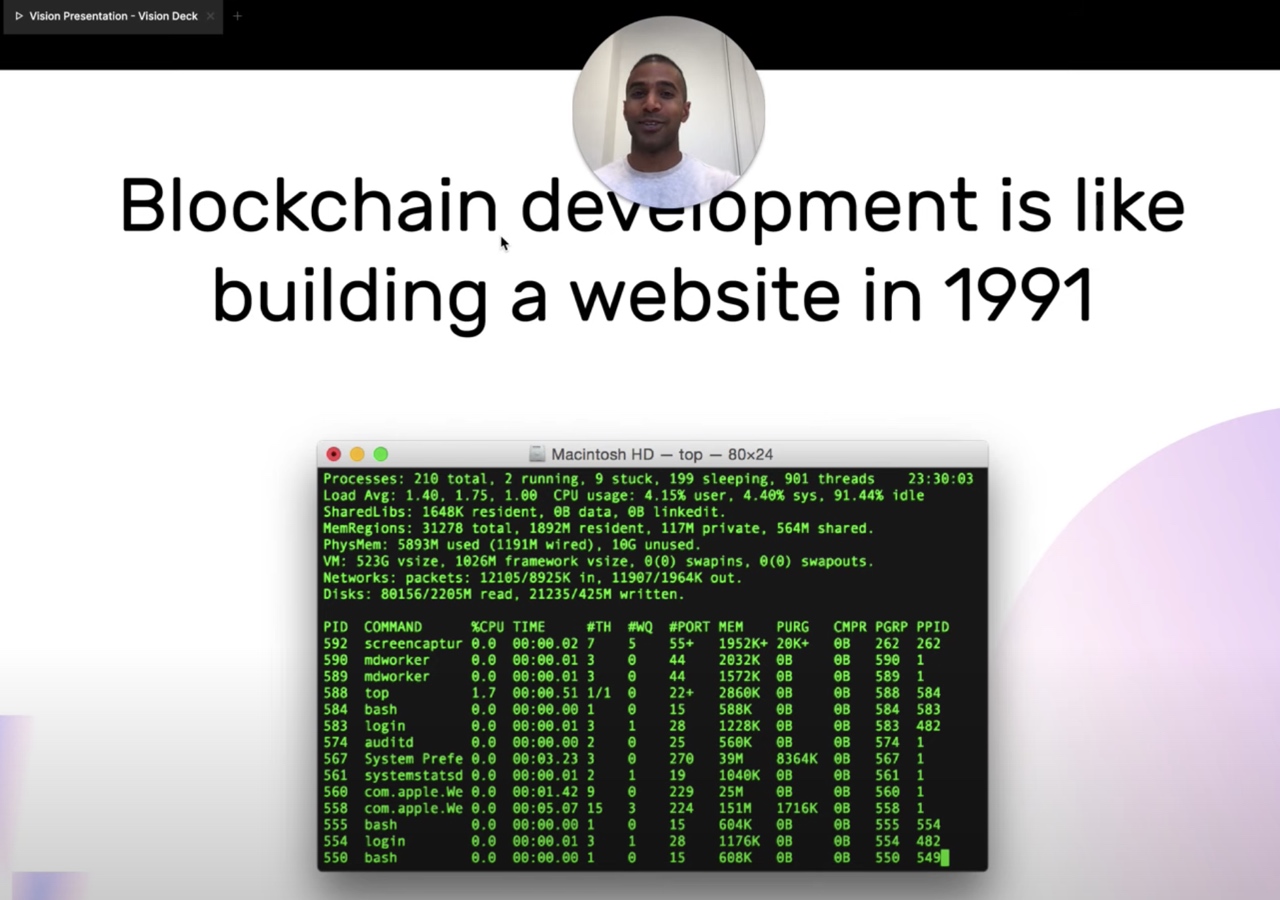 Vision Presentation - Vision Deck
Blockchain development is like
building a website in 1991
Macintosh HD — top — 80×24
Processes: 210 total, 2 running, 9 stuck, 199 sleeping, 901 threads 23:30:03
Load Avg: 1.40, 1.75, 1.00 CPU usage: 4.15% user, 4.40% sys, 91.44% idle
SharedLibs: 1648K resident, 0B data, 0B linkedit.
MemRegions: 31278 total, 1892M resident, 117M private, 564M shared.
PhysMem: 5893M used (1191M wired), 10G unused.
VM: 523G vsize, 1026M framework vsize, 0(0) swapins, 0(0) swapouts.
Networks: packets: 12105/8925K in, 11907/1964K out.
Disks: 80156/2205M read, 21235/425M written.
PID COMMAND %CPU TIME #TH #WQ #PORT MEM PURG CMPR PGRP PPID
592 screencaptur 0.0 00:00.02 7 5 55+ 1952K+ 20K+ 0B 262 262
590 mdworker 0.0 00:00.01 3 0 44 2032K 0B 0B 590 1
589 mdworker 0.0 00:00.01 3 0 44 1572K 0B 0B 589 1
588 top 1.7 00:00.51 1/1 0 22+ 2860K 0B 0B 588 584
584 bash 0.0 00:00.00 1 0 15 588K 0B 0B 584 583
583 login 0.0 00:00.01 3 1 28 1228K 0B 0B 583 482
574 auditd 0.0 00:00.00 2 0 25 560K 0B 0B 574 1
567 System Prefe 0.0 00:03.23 3 0 270 39M 8364K 0B 567 1
561 systemstatsd 0.0 00:00.01 2 1 19 1040K 0B 0B 561 1
560 com.apple.We 0.0 00:01.42 9 0 229 25M 0B 0B 560 1
558 com.apple.We 0.0 00:05.07 15 3 224 151M 1716K 0B 558 1
555 bash 0.0 00:00.00 1 0 15 604K 0B 0B 555 554
554 login 0.0 00:00.01 3 1 28 1176K 0B 0B 554 482
550 bash 0.0 00:00.00 1 0 15 608K 0B 0B 550 549